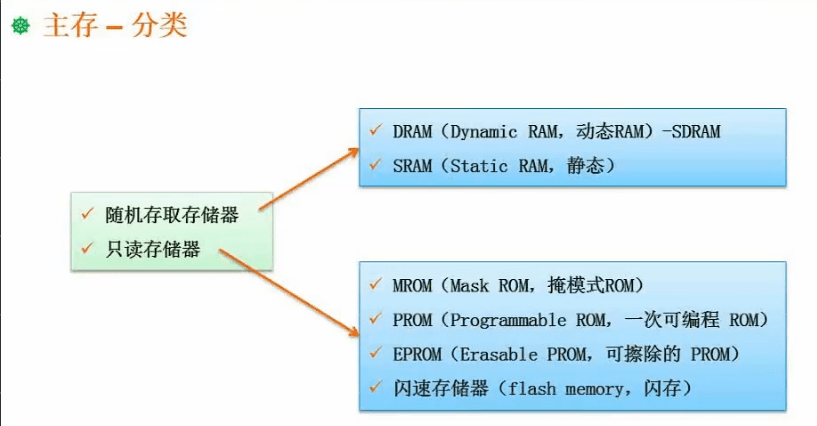 主存 – 分类
DRAM（Dynamic RAM，动态RAM）-SDRAM
SRAM（Static RAM，静态）
随机存取存储器
只读存储器
MROM（Mask ROM，掩模式ROM）
PROM（Programmable ROM，一次可编程 ROM）
EPROM（Erasable PROM，可擦除的 PROM）
闪速存储器（flash memory，闪存）